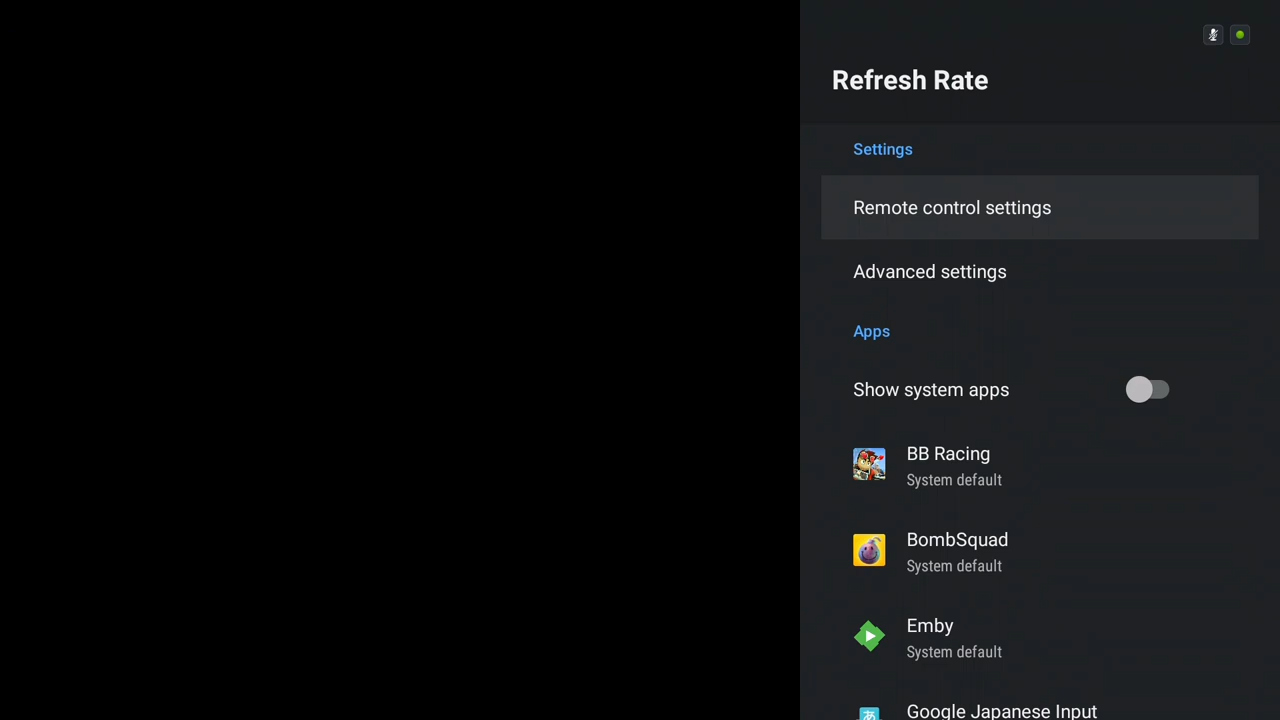 Refresh Rate
Settings
Remote control settings
Advanced settings
Apps
Show system apps
BB Racing
System default
BombSquad
System default
Emby
System default
あ
Google Japanese Input